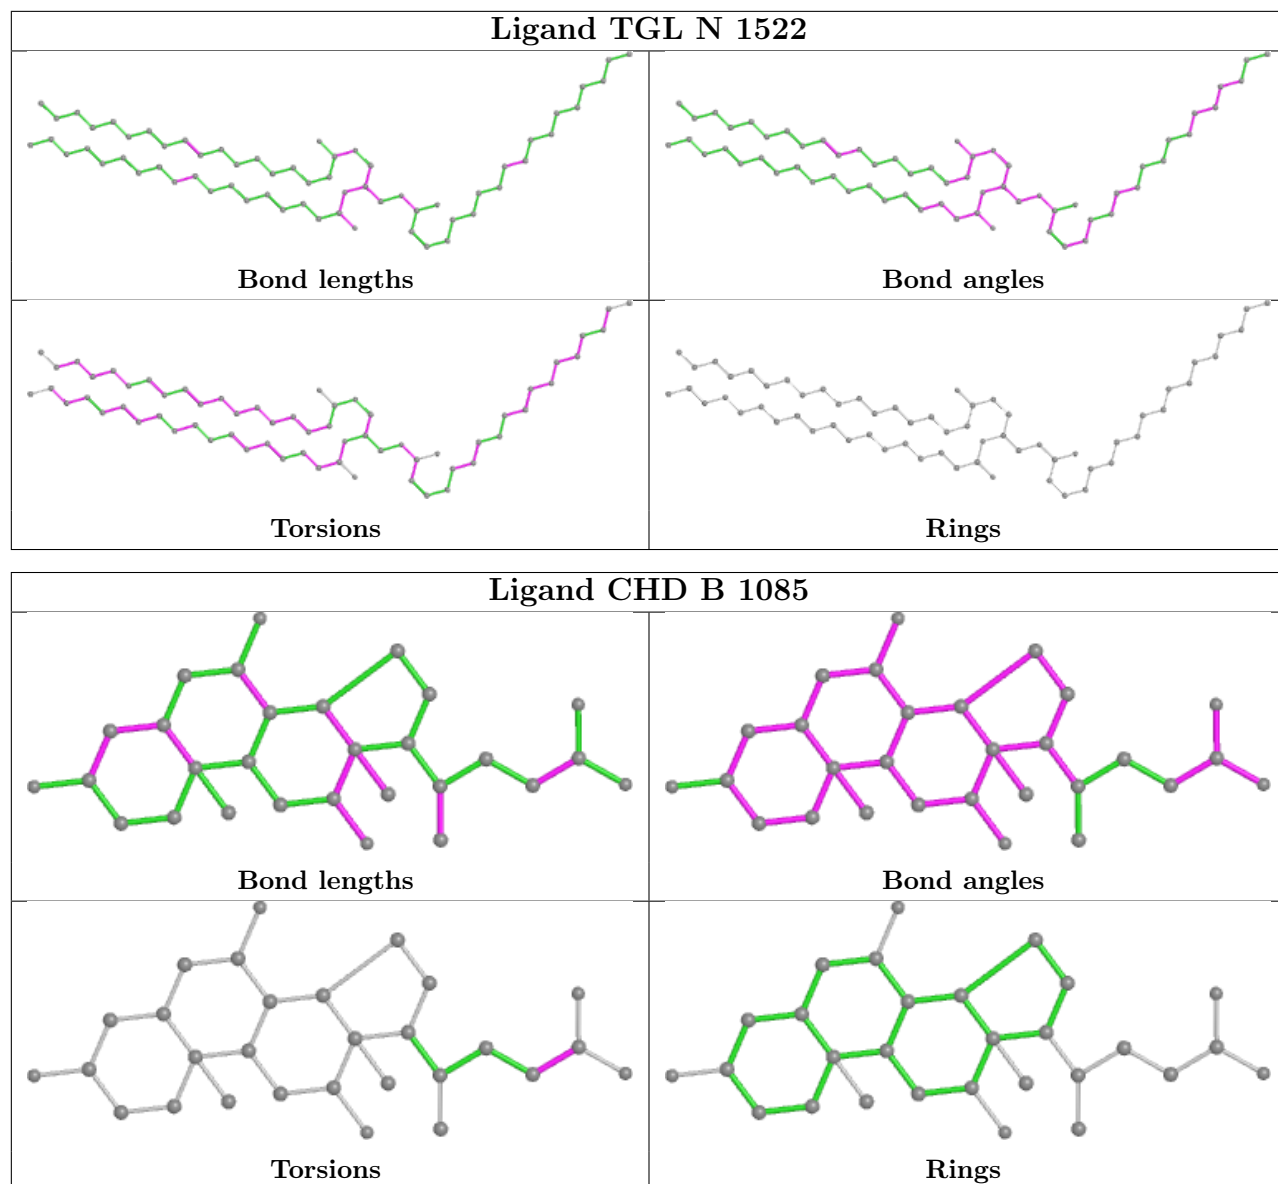 Ligand TGL N 1522
Bond lengths
Bond angles
Torsions
Rings
Ligand CHD B 1085
Bond lengths
Bond angles
Torsions
Rings